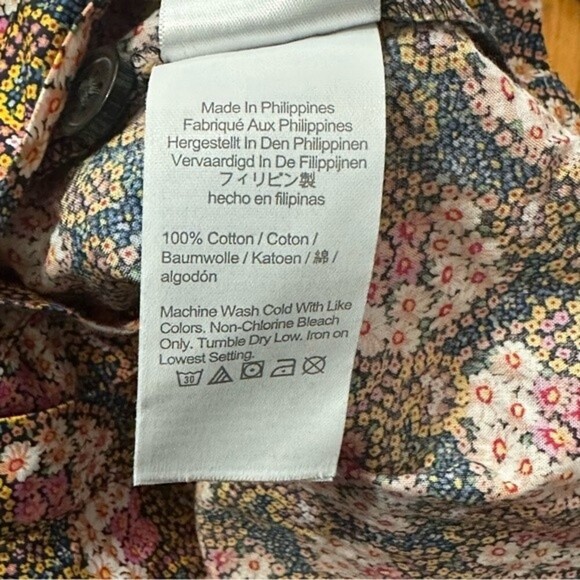 Made In Philippines
Fabriqué Aux Philippines
Hergestellt In Den Philippinen
Vervaardigd In De Filippijnen
フィリピン製
hecho en filipinas
100% Cotton / Coton /
Baumwolle / Katoen / 綿 /
algodón
Machine Wash Cold With Like
Colors. Non-Chlorine Bleach
Only. Tumble Dry Low. Iron on
Lowest Setting.
30